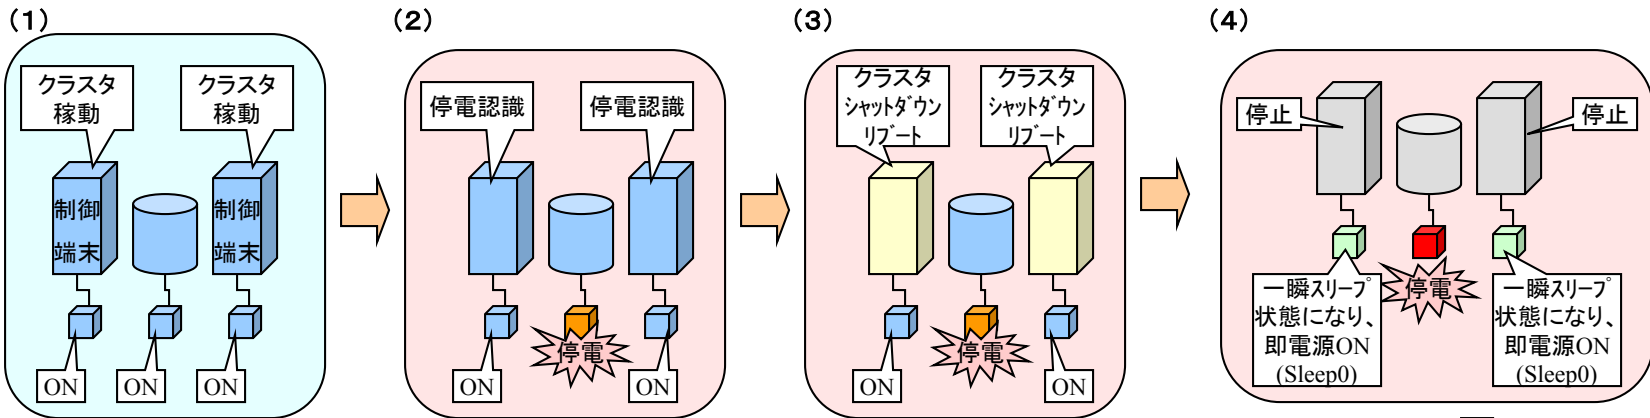 (1)
クラスタ
稼動
クラスタ
稼動
制御
端末
制御
端末
ON
ON
ON
(2)
停電認識
停電認識
停電
ON
ON
(3)
クラスタ
シャットダウン
リブート
クラスタ
シャットダウン
リブート
停電
ON
ON
(4)
停止
停止
停電
一瞬スリープ
状態になり、
即電源ON
(Sleep0)
一瞬スリープ
状態になり、
即電源ON
(Sleep0)